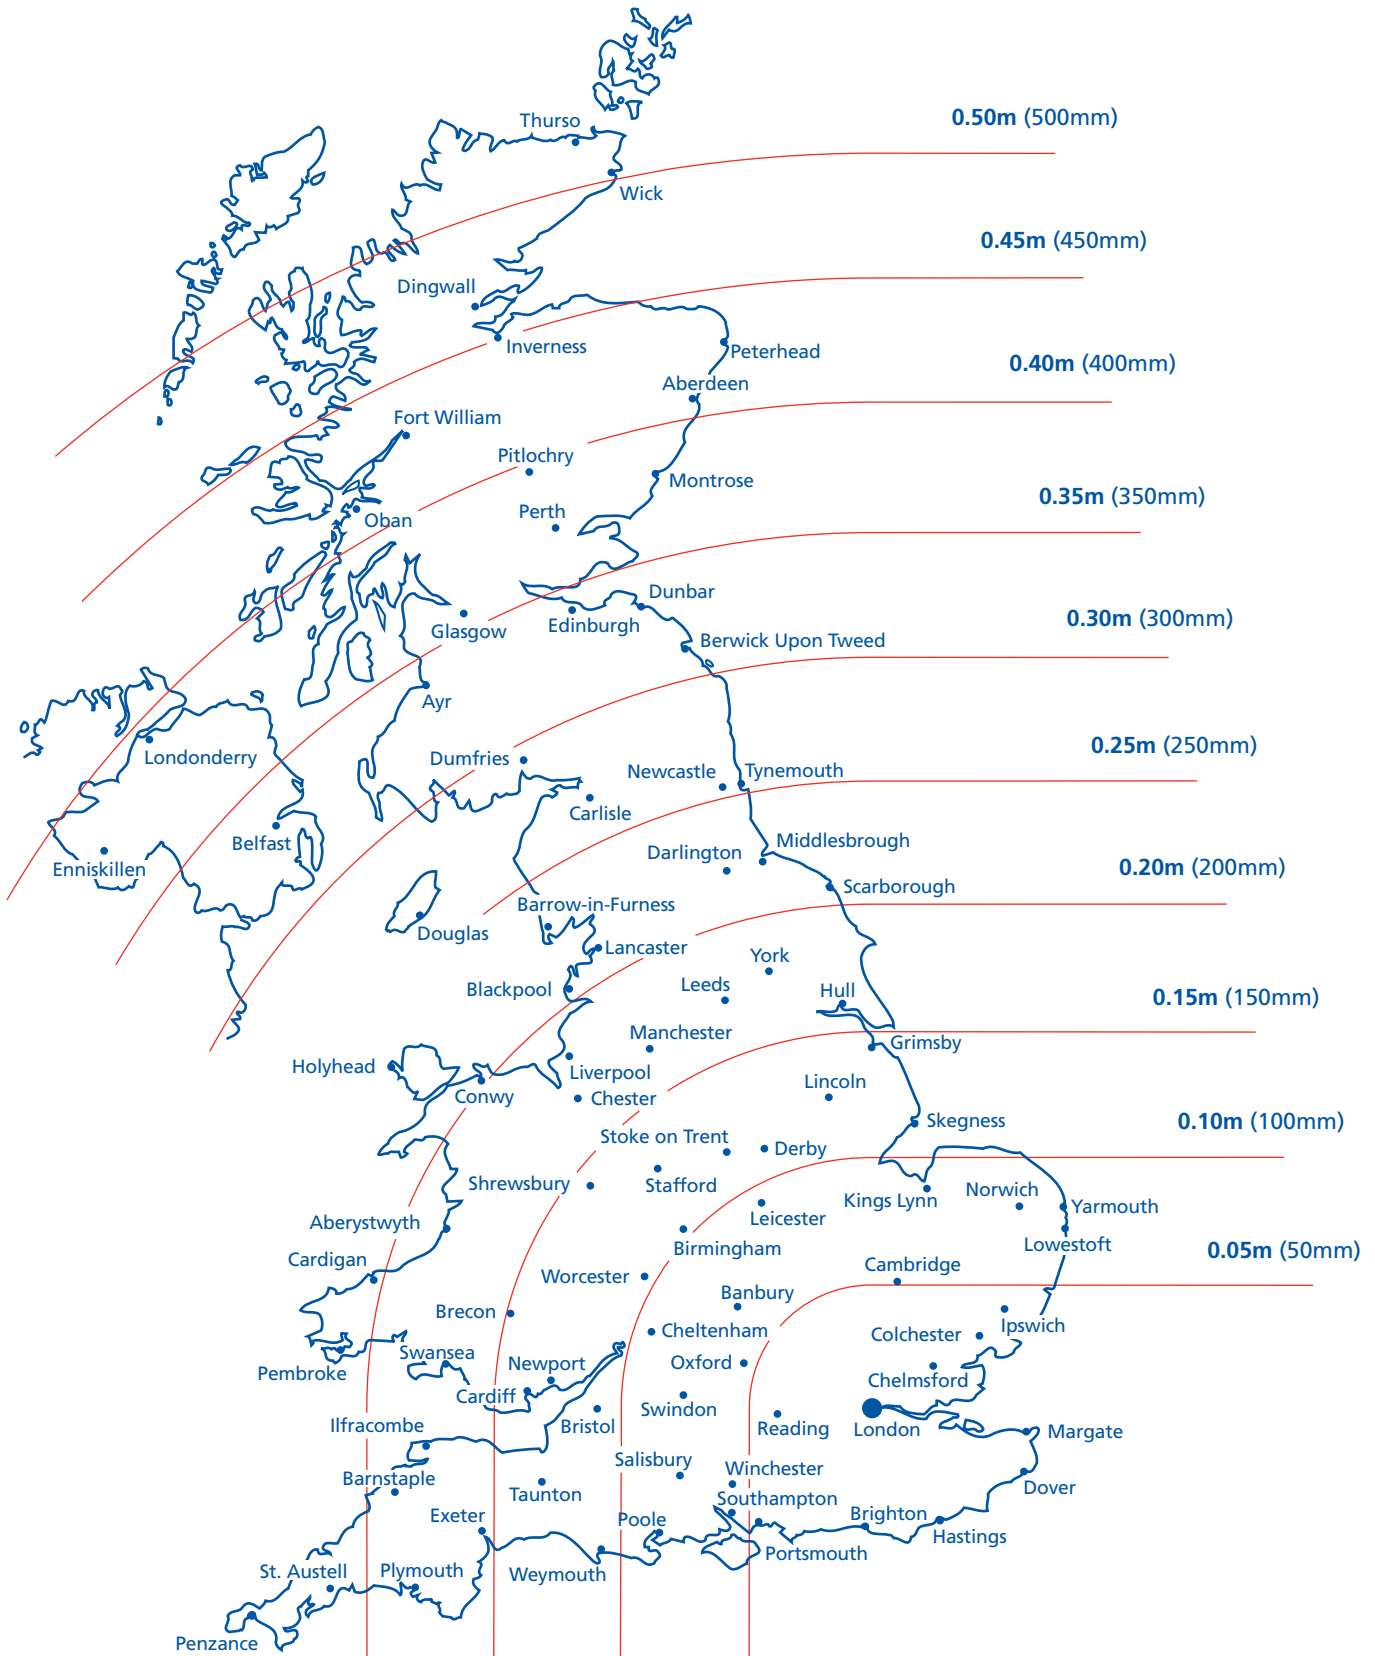 0.50m (500mm)
Thurso
Wick
0.45m (450mm)
Dingwall
Inverness
Peterhead
0.40m (400mm)
Aberdeen
Fort William
Pitlochry
Montrose
0.35m (350mm)
Perth
Oban
Dunbar
0.30m (300mm)
Edinburgh
Glasgow
Berwick Upon Tweed
Ayr
0.25m (250mm)
Londonderry
Dumfries
Newcastle
Tynemouth
Carlisle
Belfast
Middlesbrough
Darlington
0.20m (200mm)
Enniskillen
Scarborough
Barrow-in-Furness
Douglas
Lancaster
York
Blackpool
Leeds
Hull
0.15m (150mm)
Manchester
Grimsby
Holyhead
Liverpool
Lincoln
Conwy
Chester
Skegness
0.10m (100mm)
Stoke on Trent
Derby
Shrewsbury
Stafford
Kings Lynn
Norwich
Yarmouth
Aberystwyth
Leicester
Lowestoft
Birmingham
0.05m (50mm)
Cardigan
Cambridge
Worcester
Banbury
Brecon
Cheltenham
Colchester
Ipswich
Swansea
Newport
Oxford
Pembroke
Chelmsford
Cardiff
Swindon
Ilfracombe
Bristol
Reading
London
Margate
Salisbury
Winchester
Barnstaple
Taunton
Southampton
Dover
Exeter
Poole
Brighton
Hastings
Portsmouth
St. Austell
Plymouth
Weymouth
Penzance